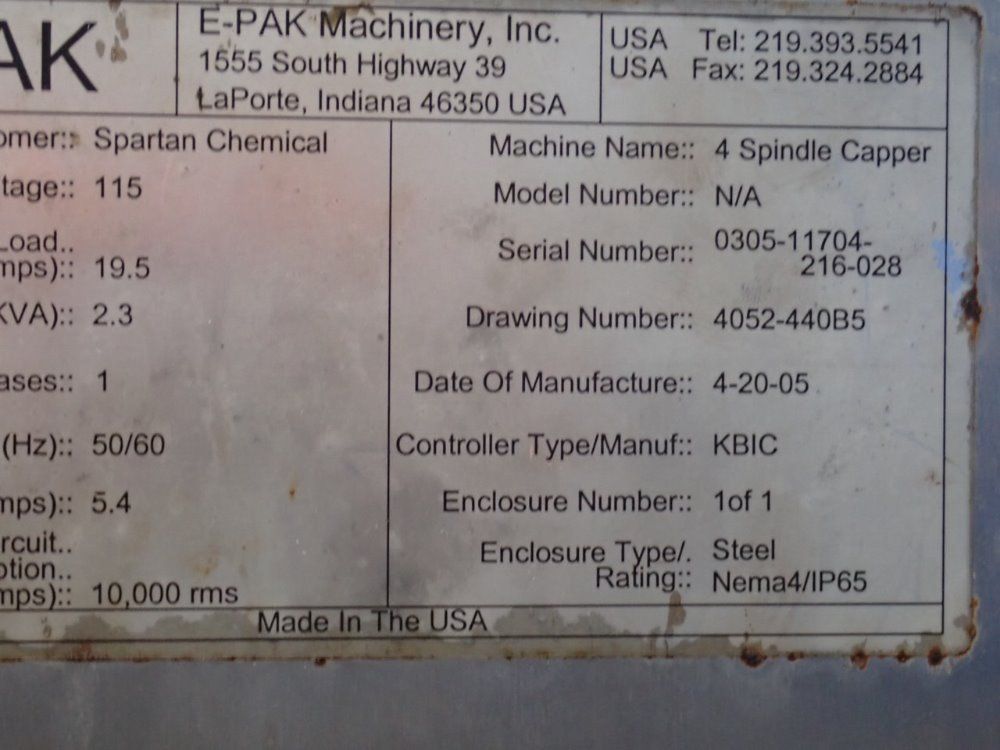 AK
E-PAK Machinery, Inc.
1555 South Highway 39
LaPorte, Indiana 46350 USA
USA Tel: 219.393.5541
USA Fax: 219.324.2884
omer:: Spartan Chemical
tage:: 115
Load..
mps):: 19.5
KVA):: 2.3
ases:: 1
(Hz):: 50/60
mps):: 5.4
rcuit..
ption..
mps):: 10,000 rms
Machine Name:: 4 Spindle Capper
Model Number:: N/A
Serial Number:: 0305-11704-
216-028
Drawing Number:: 4052-440B5
Date Of Manufacture:: 4-20-05
Controller Type/Manuf:: KBIC
Enclosure Number:: 1of 1
Enclosure Type/. Steel
Rating:: Nema4/IP65
Made In The USA